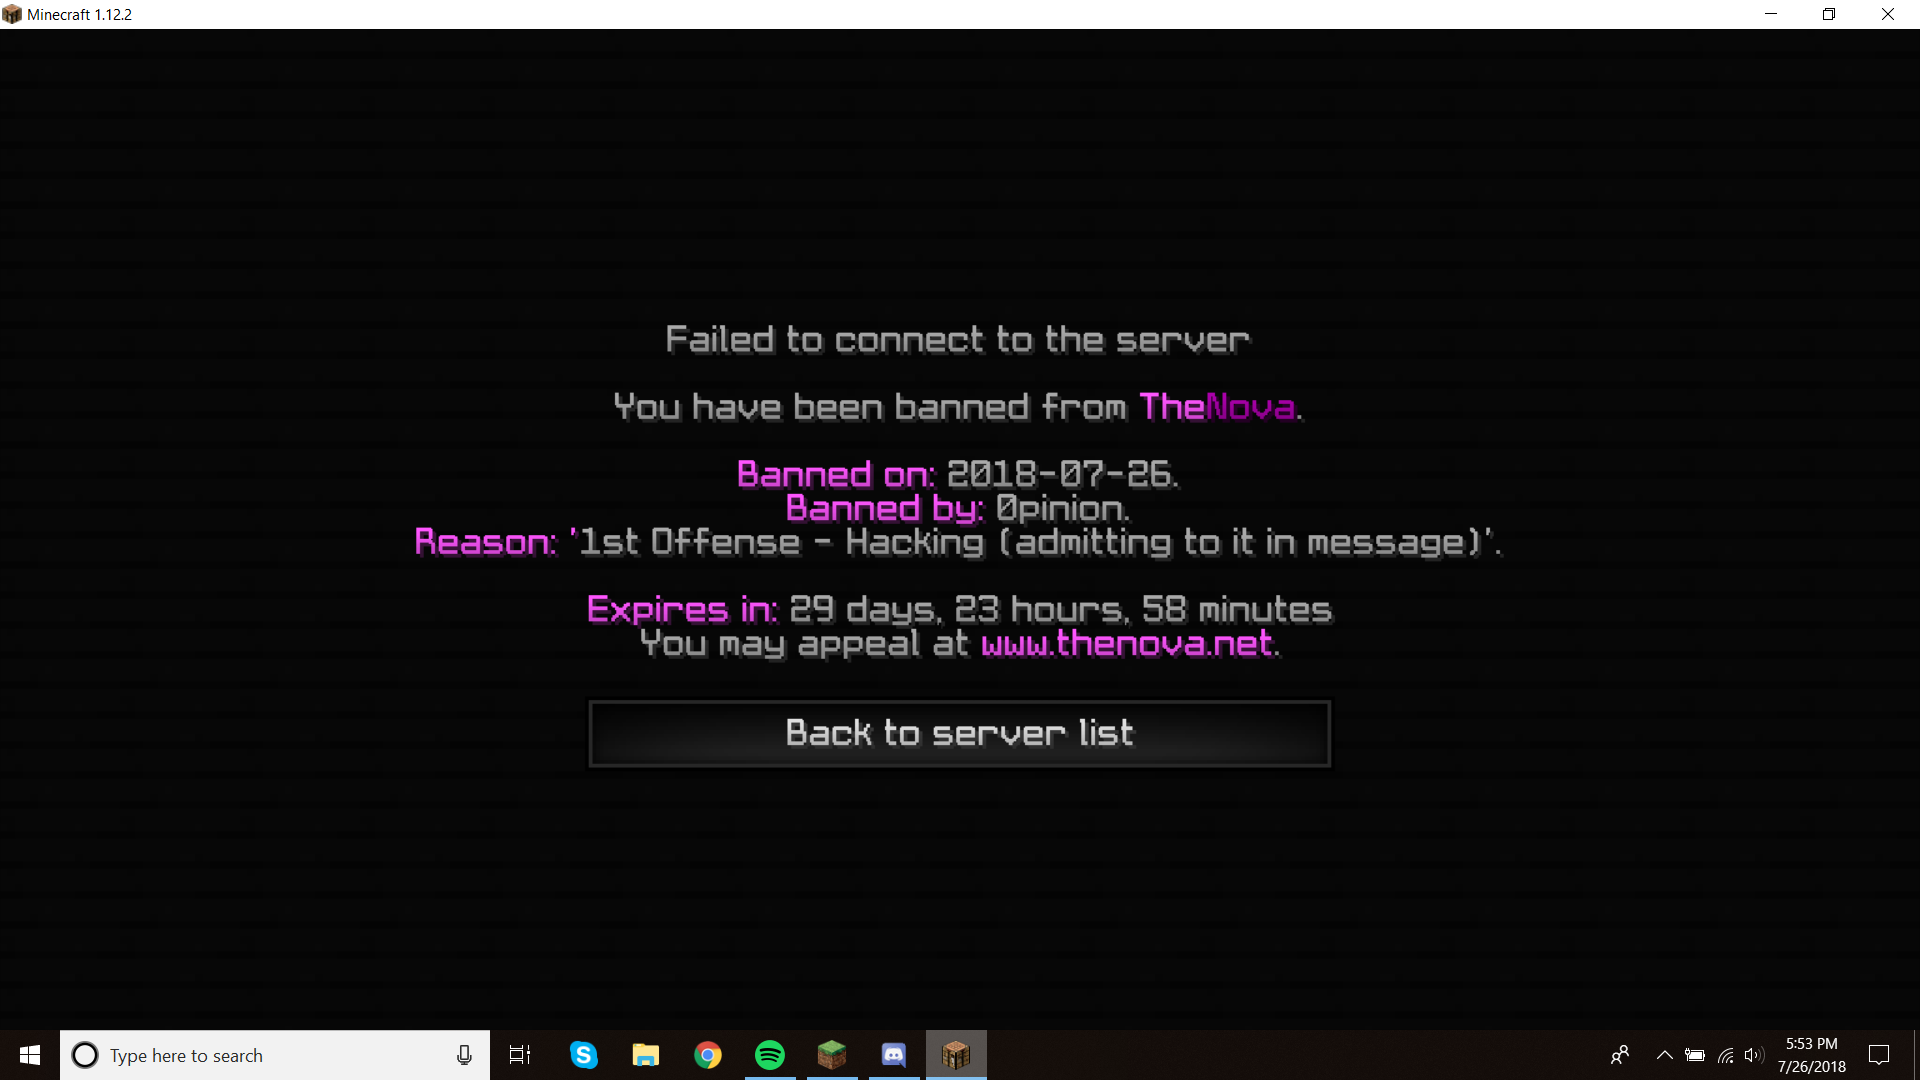 Minecraft 1.12.2
Failed to connect to the server
You have been banned from TheNova.
Banned on: 2018-07-26.
Banned by: 0pinion.
Reason: '1st Offense - Hacking (admitting to it in message)'.
Expires in: 29 days, 23 hours, 58 minutes
You may appeal at www.thenova.net.
Back to server list
Type here to search
5:53 PM
7/26/2018